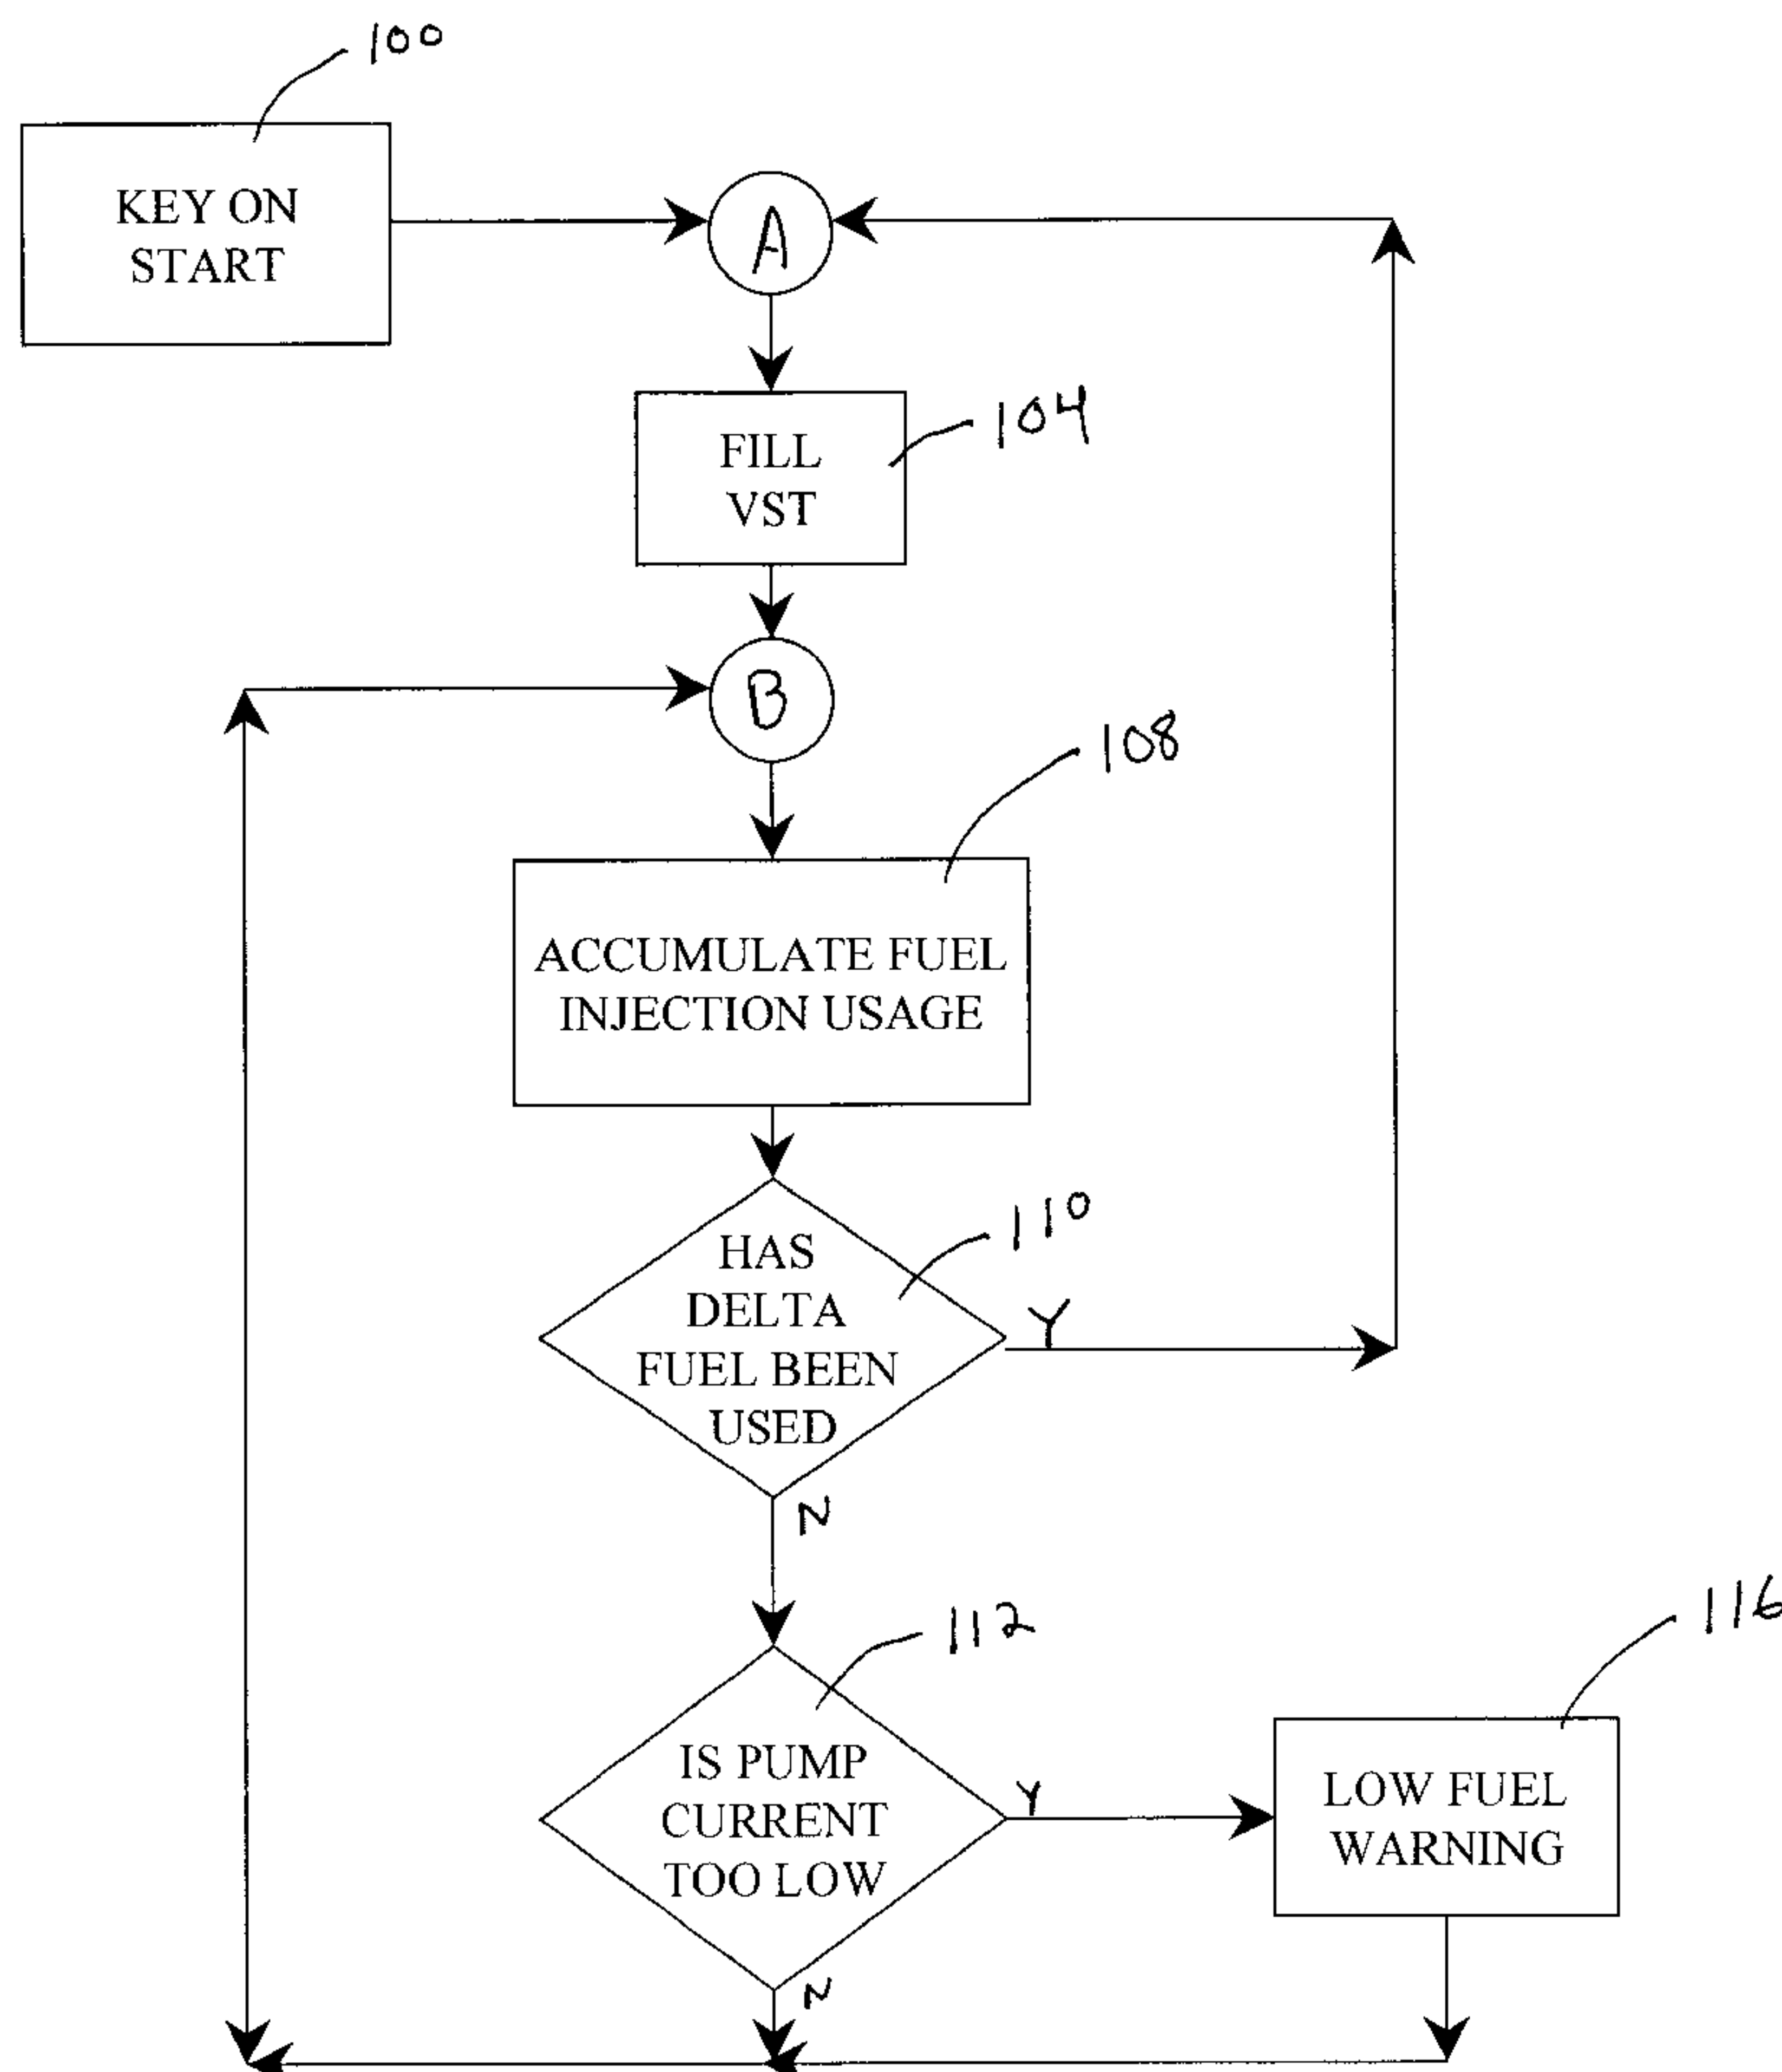 100
KEY ON
START
A
FILL
VST
104
B
108
ACCUMULATE FUEL
INJECTION USAGE
110
HAS
DELTA
FUEL BEEN
USED
Y
N
112
116
IS PUMP
CURRENT
TOO LOW
Y
LOW FUEL
WARNING
N